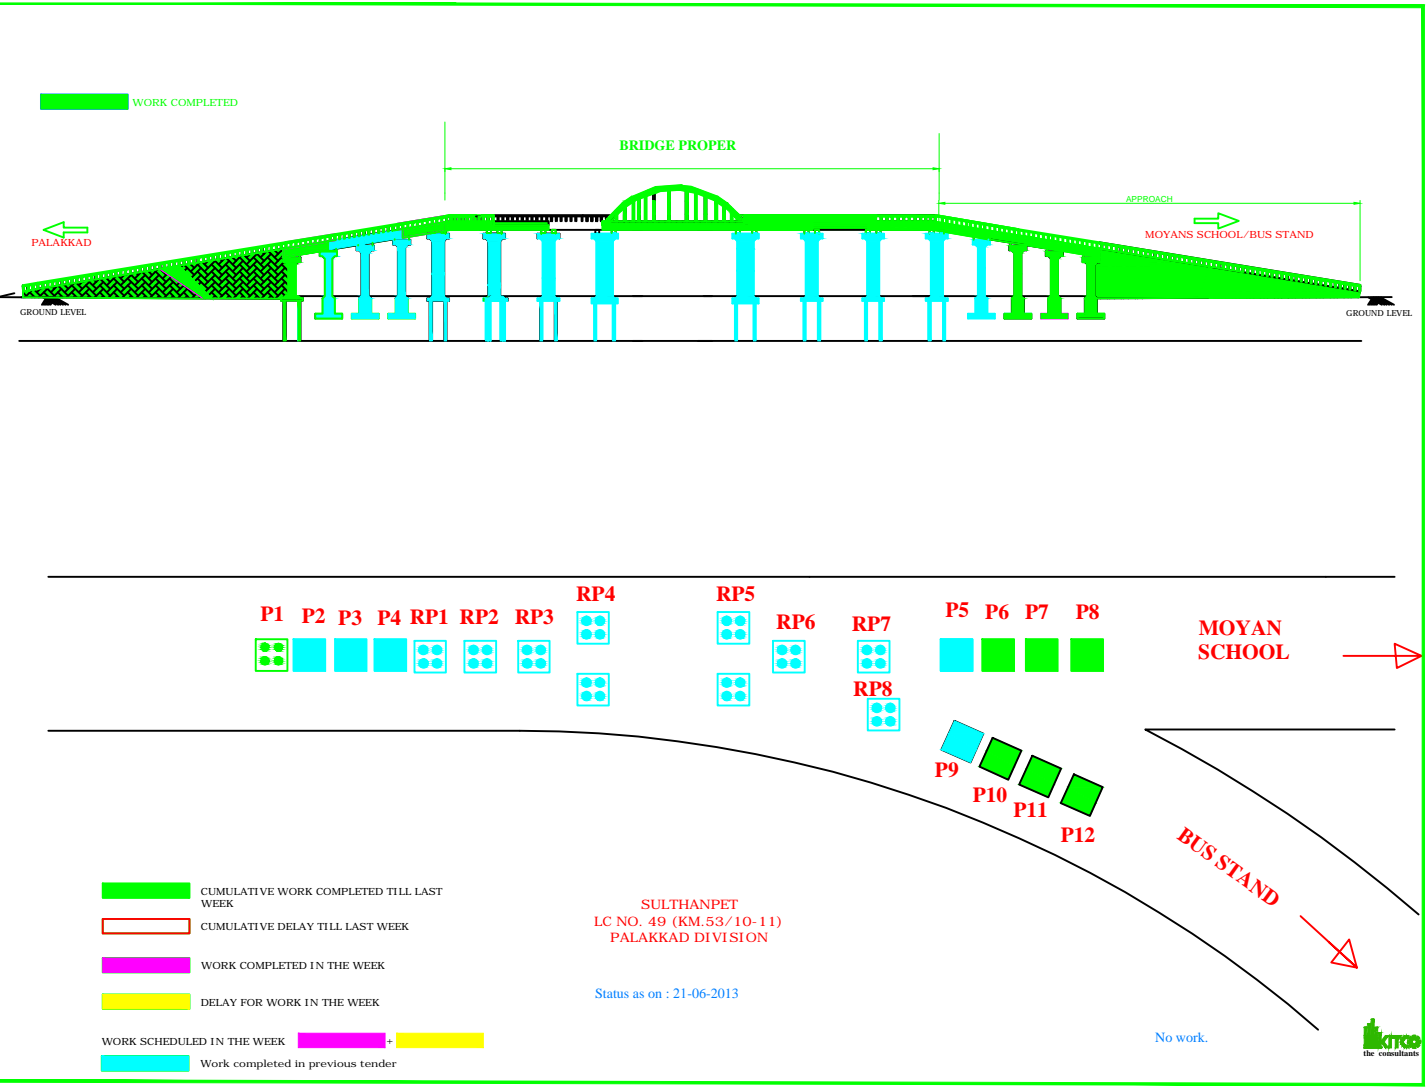 WORK COMPLETED
BRIDGE PROPER
APPROACH
PALAKKAD
MOYANS SCHOOL/BUS STAND
GROUND LEVEL
GROUND LEVEL
P1 P2 P3 P4 RP1 RP2 RP3 RP4 RP5 RP6 RP7 P5 P6 P7 P8
MOYAN
SCHOOL
RP8
P9
P10
P11
P12
BUS STAND
CUMULATIVE WORK COMPLETED TILL LAST
WEEK
CUMULATIVE DELAY TILL LAST WEEK
WORK COMPLETED IN THE WEEK
DELAY FOR WORK IN THE WEEK
WORK SCHEDULED IN THE WEEK +
Work completed in previous tender
SULTHANPET
LC NO. 49 (KM.53/10-11)
PALAKKAD DIVISION
Status as on : 21-06-2013
No work.
KITCO
the consultants